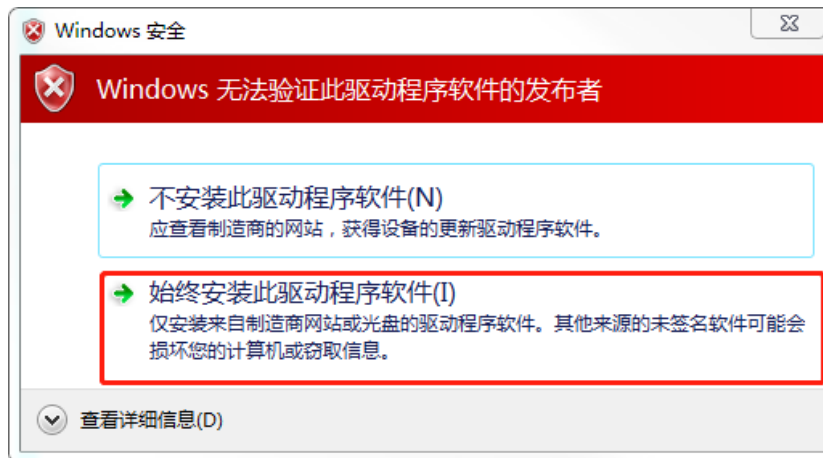 Windows 安全
Windows 无法验证此驱动程序软件的发布者
不安装此驱动程序软件(N)
应查看制造商的网站，获得设备的更新驱动程序软件。
始终安装此驱动程序软件(I)
仅安装来自制造商网站或光盘的驱动程序软件。其他来源的未签名软件可能会
损坏您的计算机或窃取信息。
查看详细信息(D)